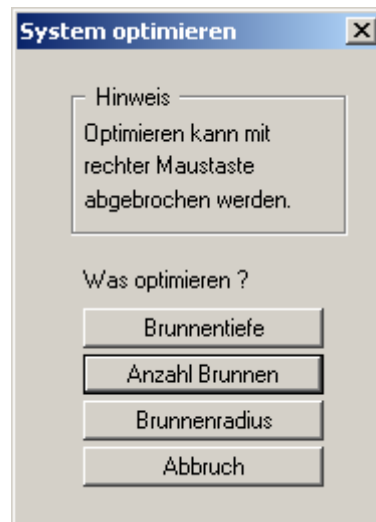 System optimieren
Hinweis
Optimieren kann mit
rechter Maustaste
abgebrochen werden.
Was optimieren ?
Brunnentiefe
Anzahl Brunnen
Brunnenradius
Abbruch